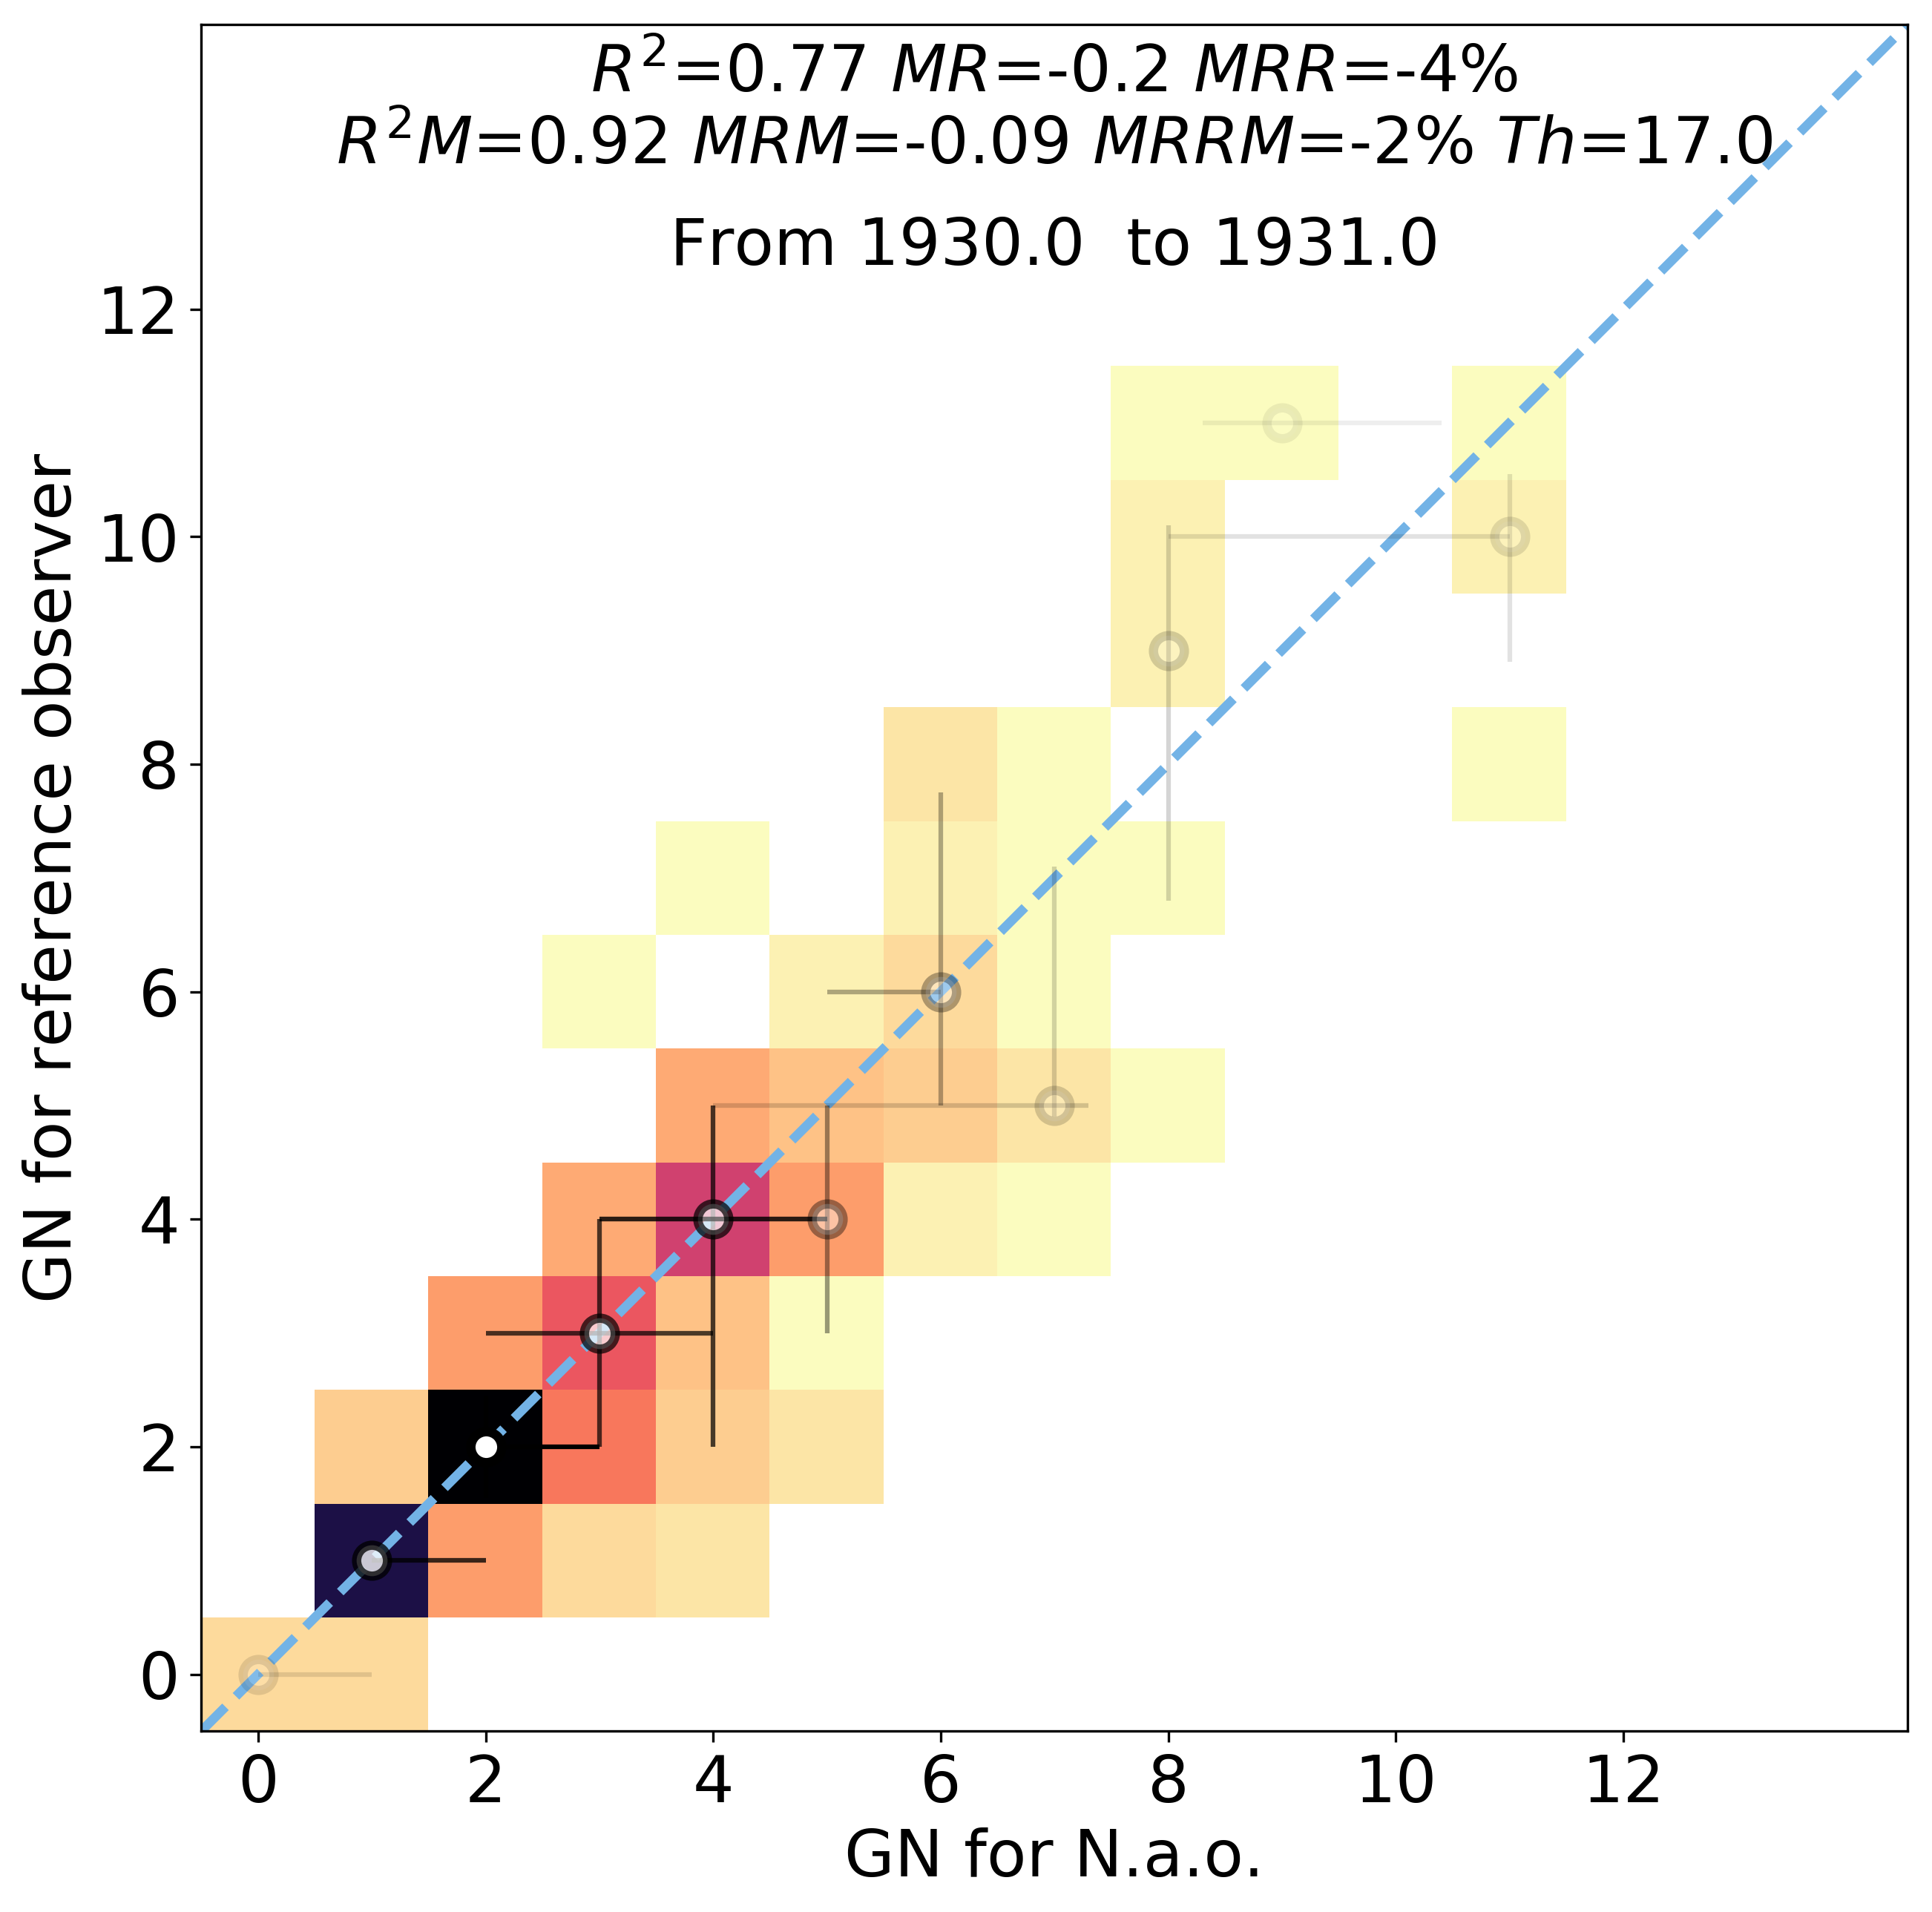 R²=0.77 MR=-0.2 MRR=-4%
R²M=0.92 MRM=-0.09 MRRM=-2% Th=17.0
From 1930.0  to 1931.0
GN for reference observer
12
10
8
6
4
2
0
0 2 4 6 8 10 12
GN for N.a.o.